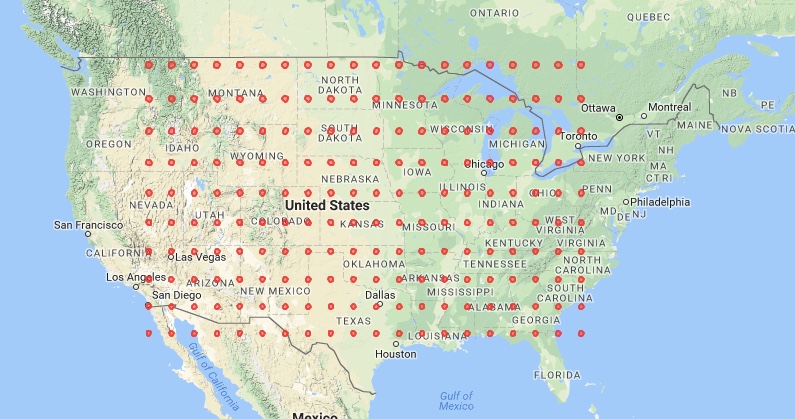 ONTARIO
QUEBEC
WASHINGTON
MONTANA
NORTH
DAKOTA
MINNESOTA
Ottawa
Montreal
NB
PE
MAINE
NOVA SCOTIA
OREGON
IDAHO
SOUTH
DAKOTA
WISCONSIN
MICHIGAN
Toronto
VT
NH
NEW YORK
MA
CT
RI
WYOMING
Chicago
IOWA
NEBRASKA
ILLINOIS
OHIO
PENN
NEVADA
UTAH
United States
INDIANA
Philadelphia
MD
DE
NJ
COLORADO
KANSAS
MISSOURI
WEST
VIRGINIA
San Francisco
KENTUCKY
VIRGINIA
CALIFORNIA
Las Vegas
OKLAHOMA
TENNESSEE
NORTH
CAROLINA
Los Angeles
ARIZONA
NEW MEXICO
ARKANSAS
SOUTH
CAROLINA
San Diego
Dallas
MISSISSIPPI
ALABAMA
GEORGIA
TEXAS
LOUISIANA
Houston
Gulf of California
FLORIDA
Gulf of
Mexico
Mexico